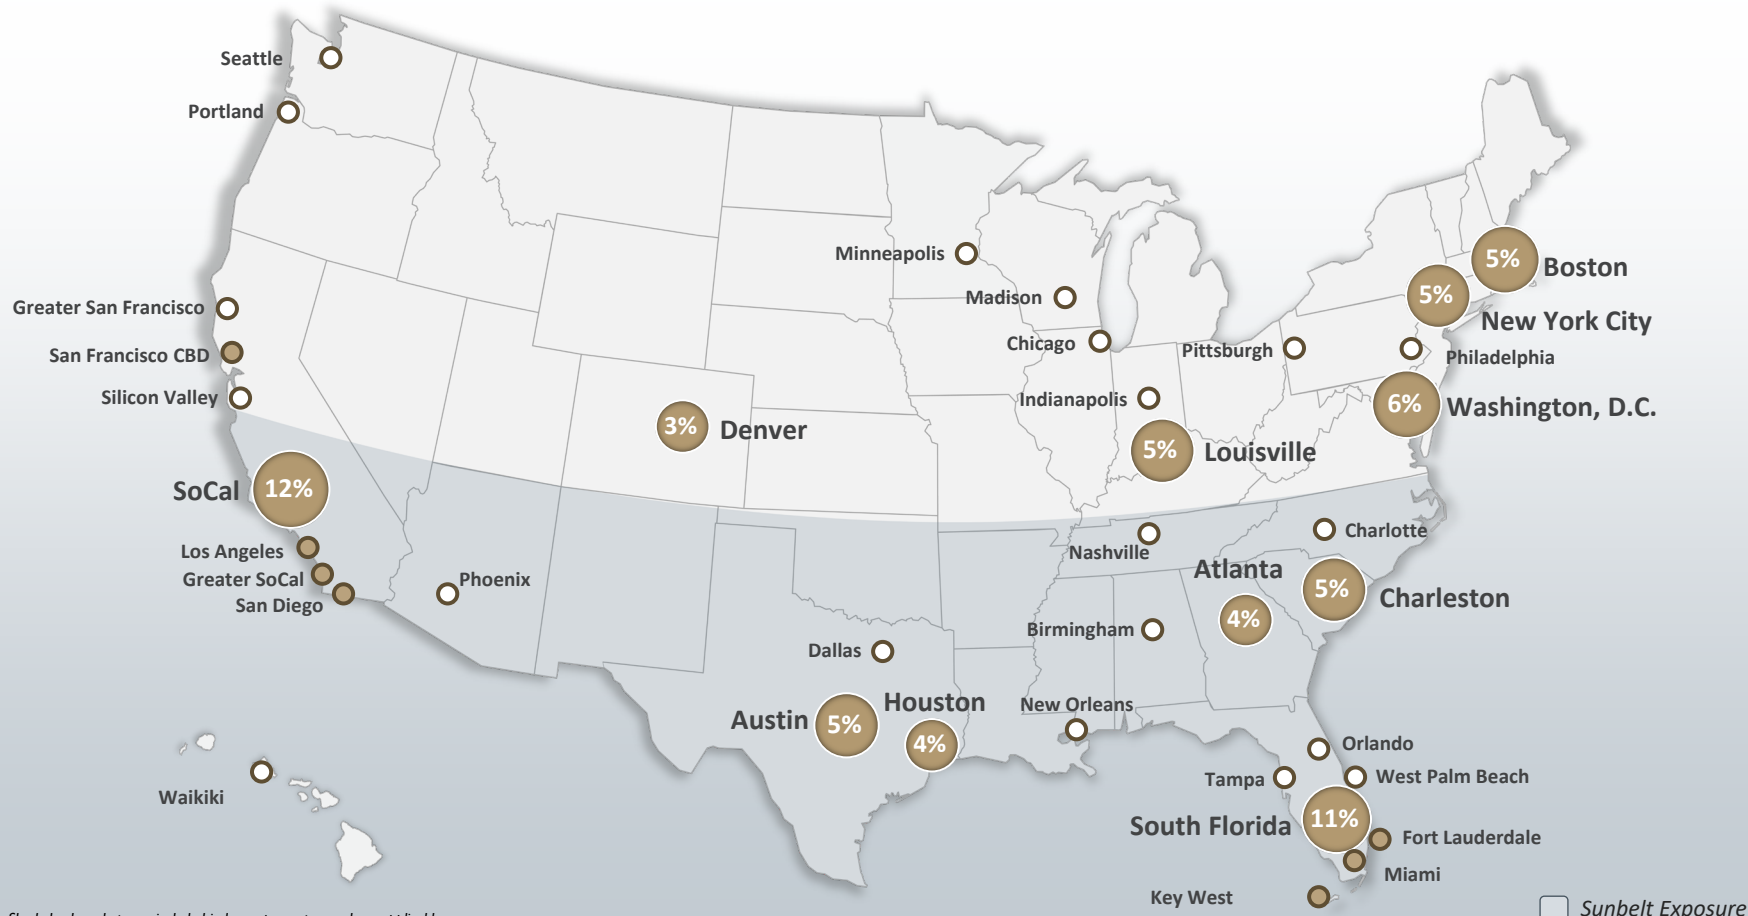 Seattle
Portland
Minneapolis
5%
Boston
Madison
5%
Greater San Francisco
New York City
Chicago
San Francisco CBD
Pittsburgh
Philadelphia
Silicon Valley
Indianapolis
6%
Washington, D.C.
3%
Denver
5%
Louisville
SoCal
12%
Charlotte
Nashville
Los Angeles
Greater SoCal
San Diego
Phoenix
Atlanta
5%
Charleston
4%
Birmingham
Dallas
Houston
New Orleans
Austin
5%
4%
Orlando
Waikiki
Tampa
West Palm Beach
South Florida
11%
Fort Lauderdale
Miami
Key West
Sunbelt Exposure